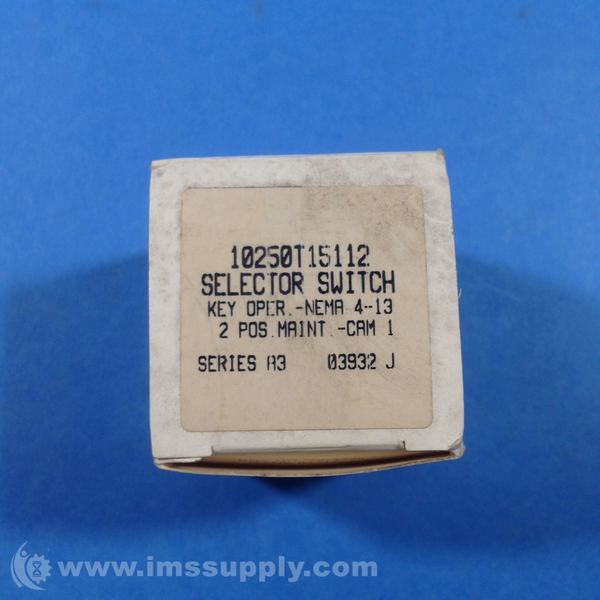 10250T15112
SELECTOR SWITCH
KEY OPER.-NEMA 4-13
2 POS.MAINT.-CAM 1
SERIES A3 03932 J
www.imssupply.com